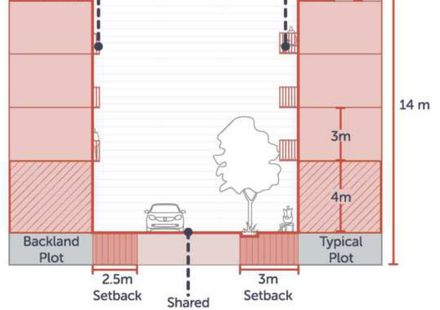 14 m
3m
4m
Backland
Plot
Typical
Plot
2.5m
Setback
3m
Setback
Shared